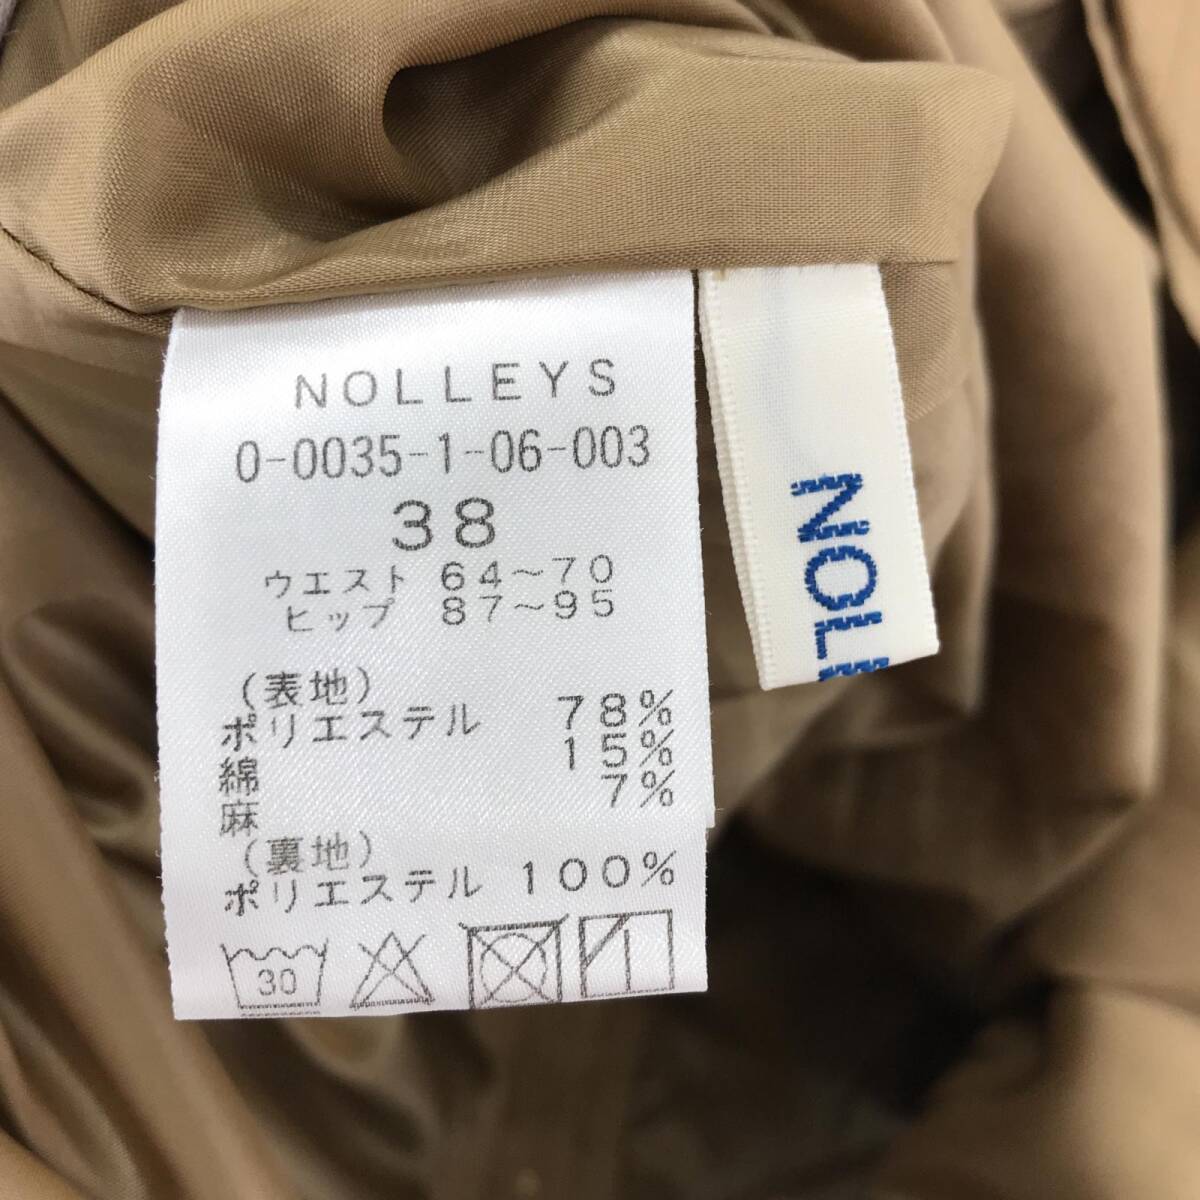 NOLLEYS
0-0035-1-06-003
38
ウエスト 64~70
ヒップ 87~95
(表地)
ポリエステル 78%
綿 15%
麻 7%
(裏地)
ポリエステル 100%
30
NOLL